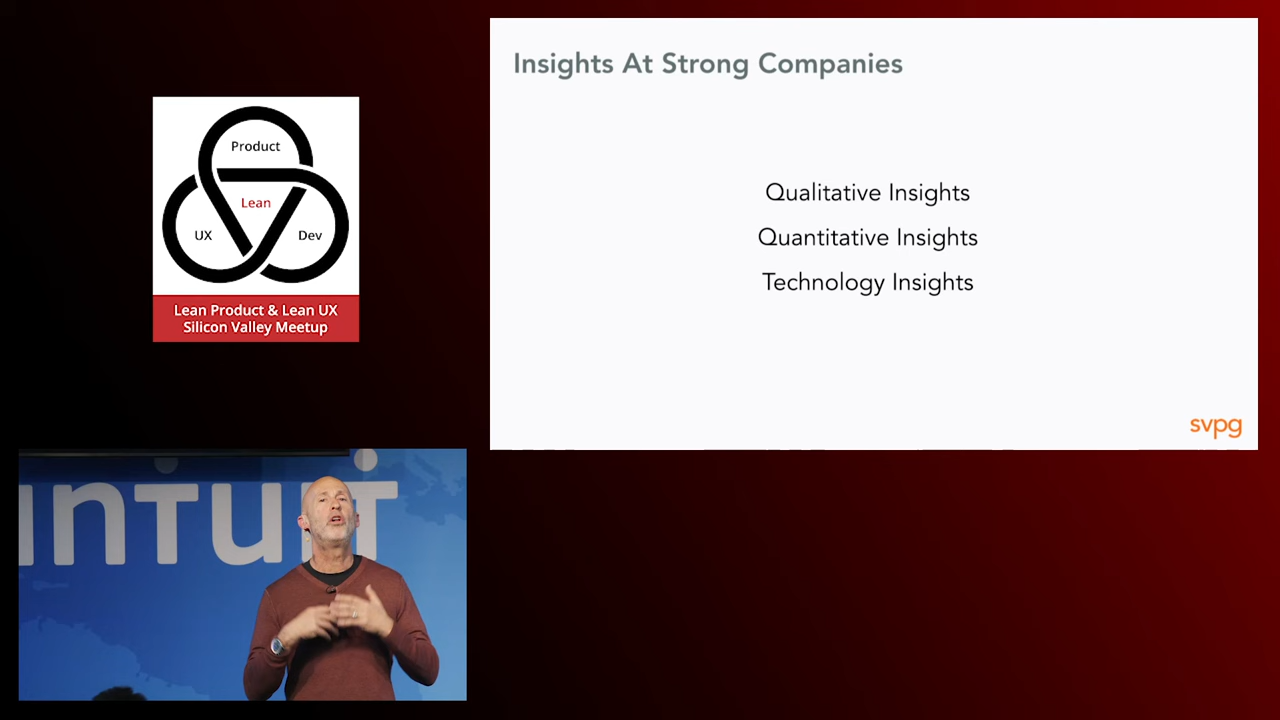 Product
Lean
UX
Dev
Lean Product & Lean UX
Silicon Valley Meetup
Insights At Strong Companies
Qualitative Insights
Quantitative Insights
Technology Insights
svpg
intuit